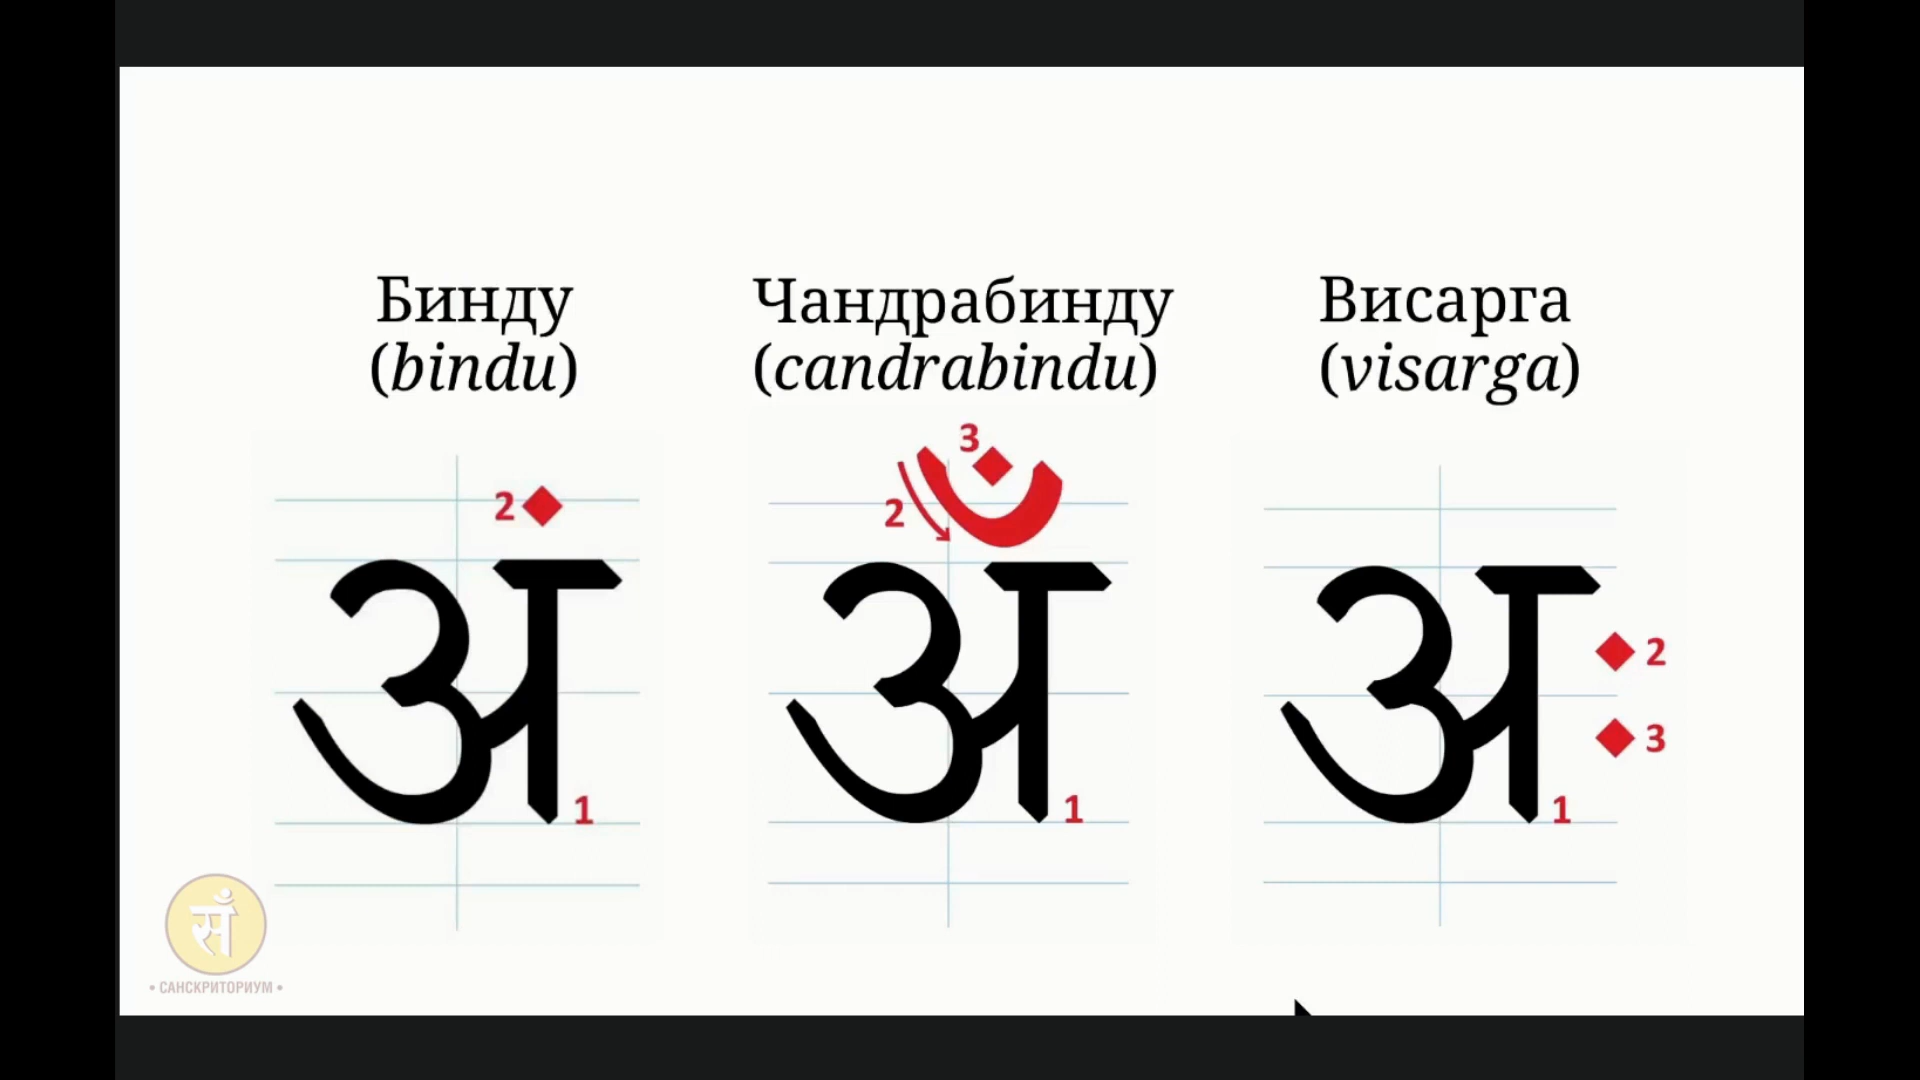 Бинду
(bindu)
Чандрабинду
(candrabindu)
Висарга
(visarga)
2
अ
1
3
2
अ
1
अ
2
3
1
सँ
• САНСКРИТОРИУМ •